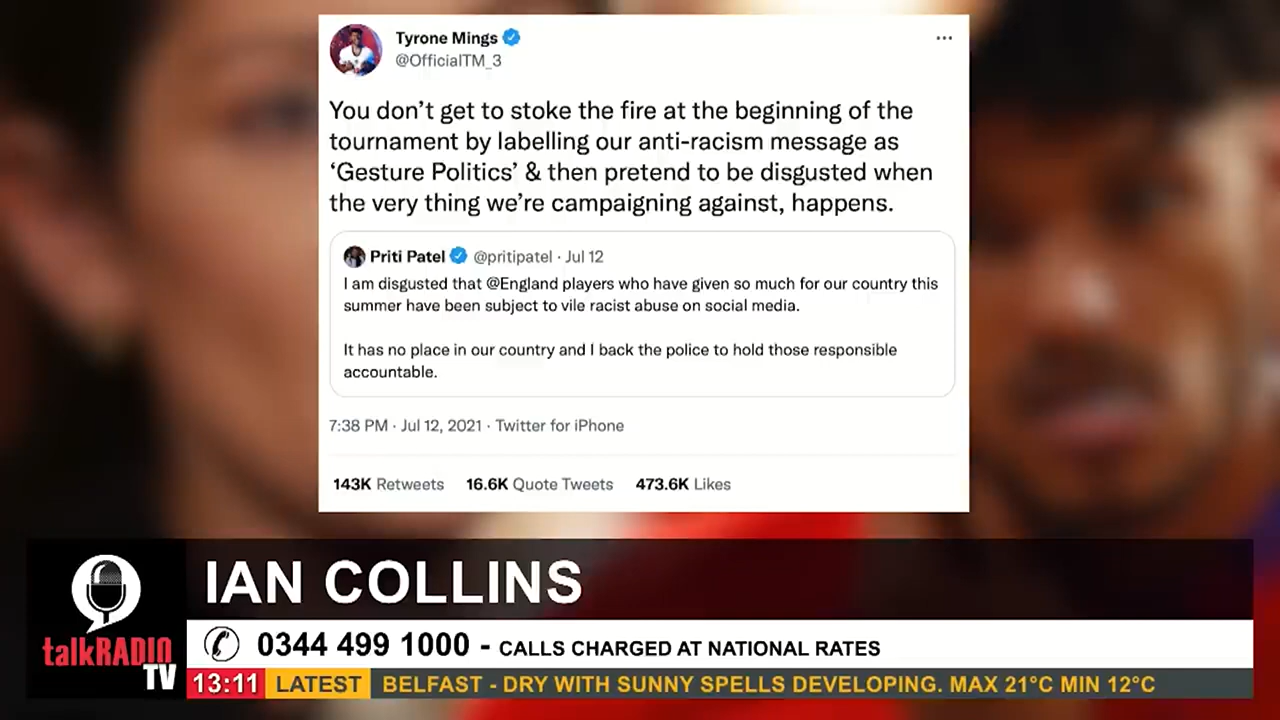 Tyrone Mings
@OfficialTM_3
You don't get to stoke the fire at the beginning of the
tournament by labelling our anti-racism message as
‘Gesture Politics’ & then pretend to be disgusted when
the very thing we're campaigning against, happens.
Priti Patel @pritipatel · Jul 12
I am disgusted that @England players who have given so much for our country this
summer have been subject to vile racist abuse on social media.
It has no place in our country and I back the police to hold those responsible
accountable.
7:38 PM · Jul 12, 2021 · Twitter for iPhone
143K Retweets 16.6K Quote Tweets 473.6K Likes
IAN COLLINS
0344 499 1000 - CALLS CHARGED AT NATIONAL RATES
talkRADIO
TV
13:11 LATEST BELFAST - DRY WITH SUNNY SPELLS DEVELOPING. MAX 21°C MIN 12°C